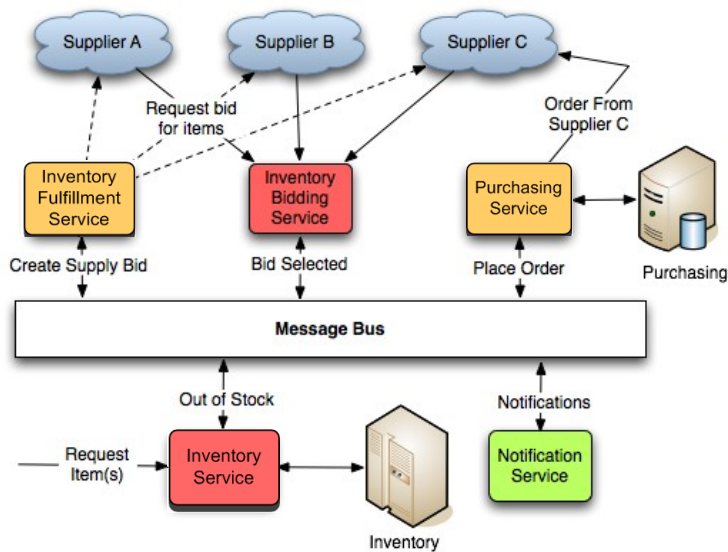 Supplier A
Supplier B
Supplier C
Request bid
for items
Order From
Supplier C
Inventory
Fulfillment
Service
Inventory
Bidding
Service
Purchasing
Service
Purchasing
Create Supply Bid
Bid Selected
Place Order
Message Bus
Out of Stock
Notifications
Request
Item(s)
Inventory
Service
Notification
Service
Inventory